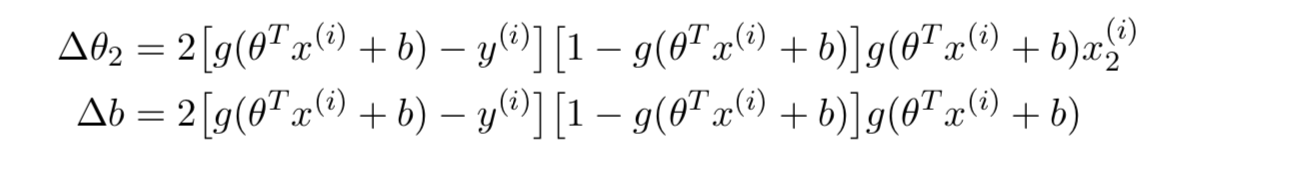 Δθ₂ = 2[g(θᵀx⁽ⁱ⁾ + b) − y⁽ⁱ⁾][1 − g(θᵀx⁽ⁱ⁾ + b)]g(θᵀx⁽ⁱ⁾ + b)x₂⁽ⁱ⁾
Δb = 2[g(θᵀx⁽ⁱ⁾ + b) − y⁽ⁱ⁾][1 − g(θᵀx⁽ⁱ⁾ + b)]g(θᵀx⁽ⁱ⁾ + b)